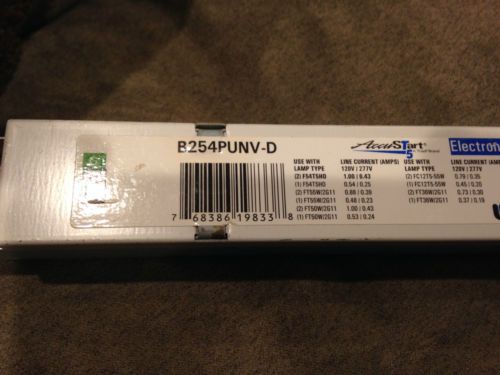 B254PUNV-D
AccuSTart®
5
Electron
USE WITH LINE CURRENT (AMPS) USE WITH LINE CURRENT (AMPS)
LAMP TYPE 120V / 277V LAMP TYPE 120V / 277V
(2) F54T5HO 1.00 / 0.43 (2) FC12T5-55W 0.79 / 0.35
(1) F54T5HO 0.54 / 0.25 (1) FC12T5-55W 0.45 / 0.20
(2) FT55W/2G11 0.88 / 0.39 (2) FT36W/2G11 0.73 / 0.30
(1) FT55W/2G11 0.48 / 0.23 (1) FT36W/2G11 0.37 / 0.19
(2) FT50W/2G11 1.00 / 0.43
(1) FT50W/2G11 0.53 / 0.24
7 68386 19833 8